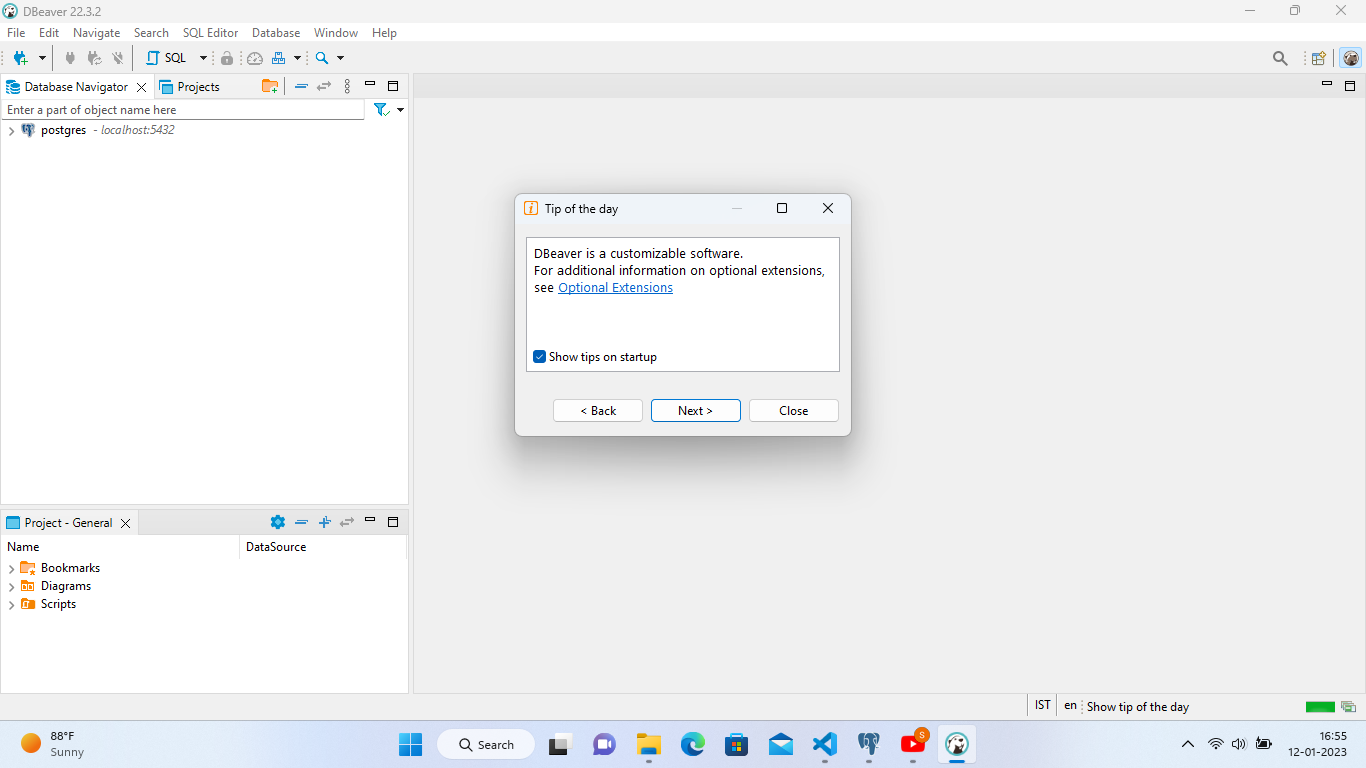 DBeaver 22.3.2
File Edit Navigate Search SQL Editor Database Window Help
SQL
Database Navigator Projects
Enter a part of object name here
postgres - localhost:5432
Tip of the day
DBeaver is a customizable software.
For additional information on optional extensions,
see Optional Extensions
Show tips on startup
< Back Next > Close
Project - General
Name DataSource
Bookmarks
Diagrams
Scripts
IST en Show tip of the day
88°F
Sunny
Search
S
16:55
12-01-2023